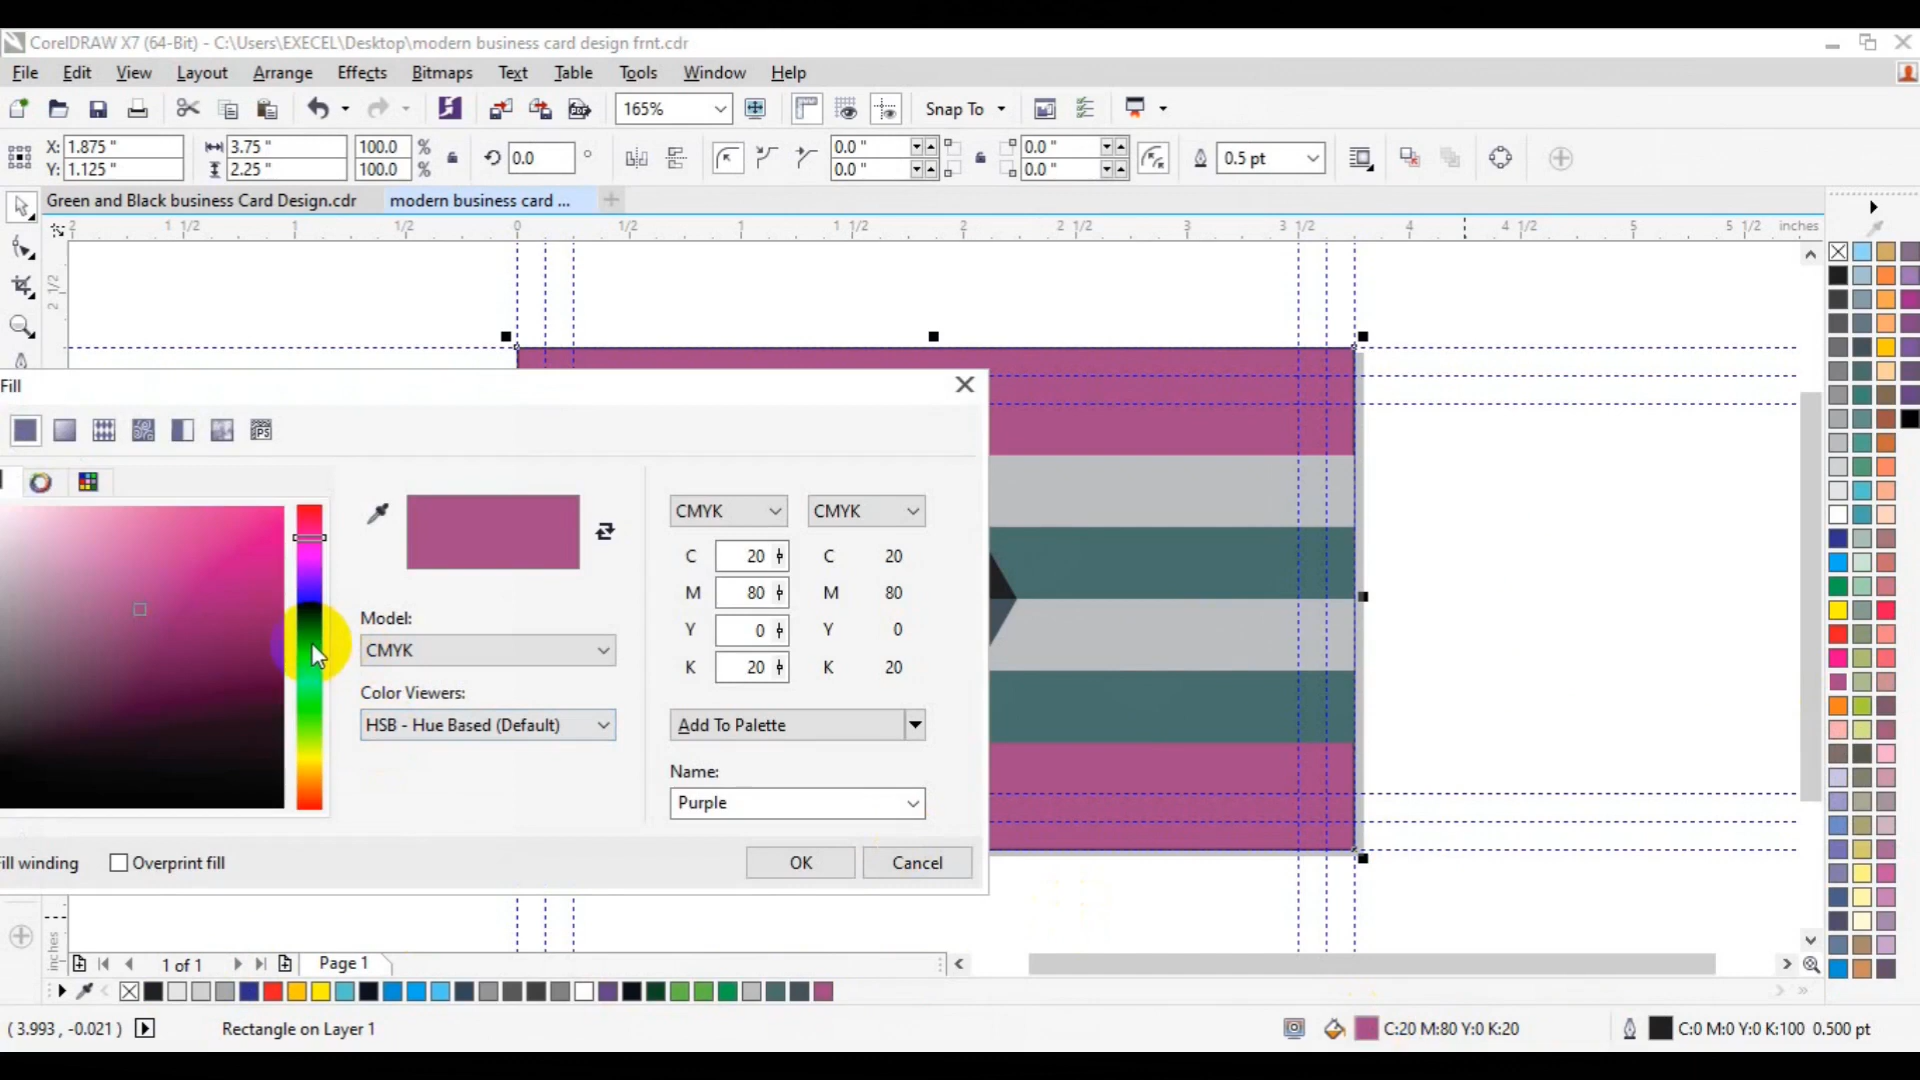 CorelDRAW X7 (64-Bit) - C:\Users\EXECEL\Desktop\modern business card design frnt.cdr
File Edit View Layout Arrange Effects Bitmaps Text Table Tools Window Help
165% Snap To
X: 1.875 " 3.75 " 100.0 % 0.0 ° 0.0 " 0.0 " 0.5 pt
Y: 1.125 " 2.25 " 100.0 % 0.0 " 0.0 "
Green and Black business Card Design.cdr modern business card ...
2 1 1/2 1 1/2 0 1/2 1 1 1/2 2 2 1/2 3 3 1/2 4 4 1/2 5 5 1/2 inches
2 1/2
Fill
PS
CMYK CMYK
C 20 C 20
M 80 M 80
Y 0 Y 0
K 20 K 20
Model:
CMYK
Color Viewers:
HSB - Hue Based (Default)
Add To Palette
Name:
Purple
Fill winding Overprint fill OK Cancel
inches
1 of 1 Page 1
( 3.993 , -0.021 ) Rectangle on Layer 1 C:20 M:80 Y:0 K:20 C:0 M:0 Y:0 K:100 0.500 pt